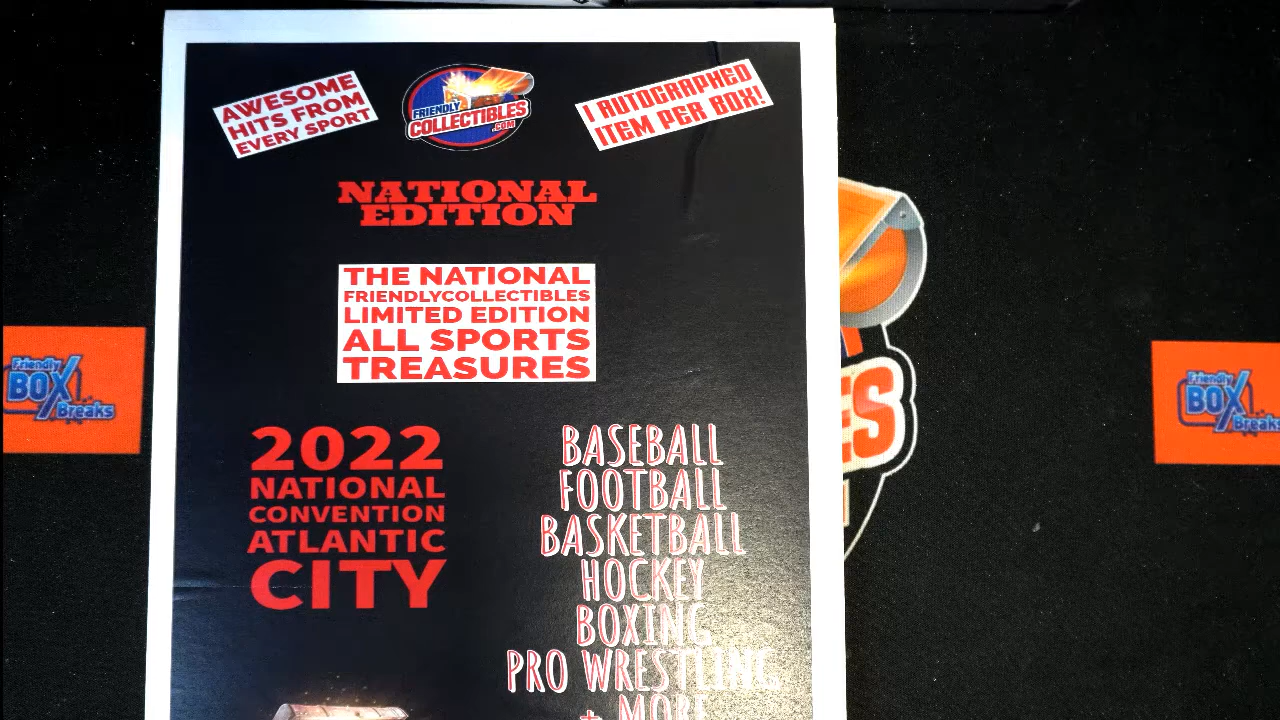 AWESOME
HITS FROM
EVERY SPORT
FRIENDLY
COLLECTIBLES
.COM
1 AUTOGRAPHED
ITEM PER BOX!
NATIONAL
EDITION
THE NATIONAL
FRIENDLYCOLLECTIBLES
LIMITED EDITION
ALL SPORTS
TREASURES
2022
NATIONAL
CONVENTION
ATLANTIC
CITY
BASEBALL
FOOTBALL
BASKETBALL
HOCKEY
BOXING
PRO WRESTLING
+ MORE
Friendly
BOX
Breaks
ES
Friendly
BOX
Breaks